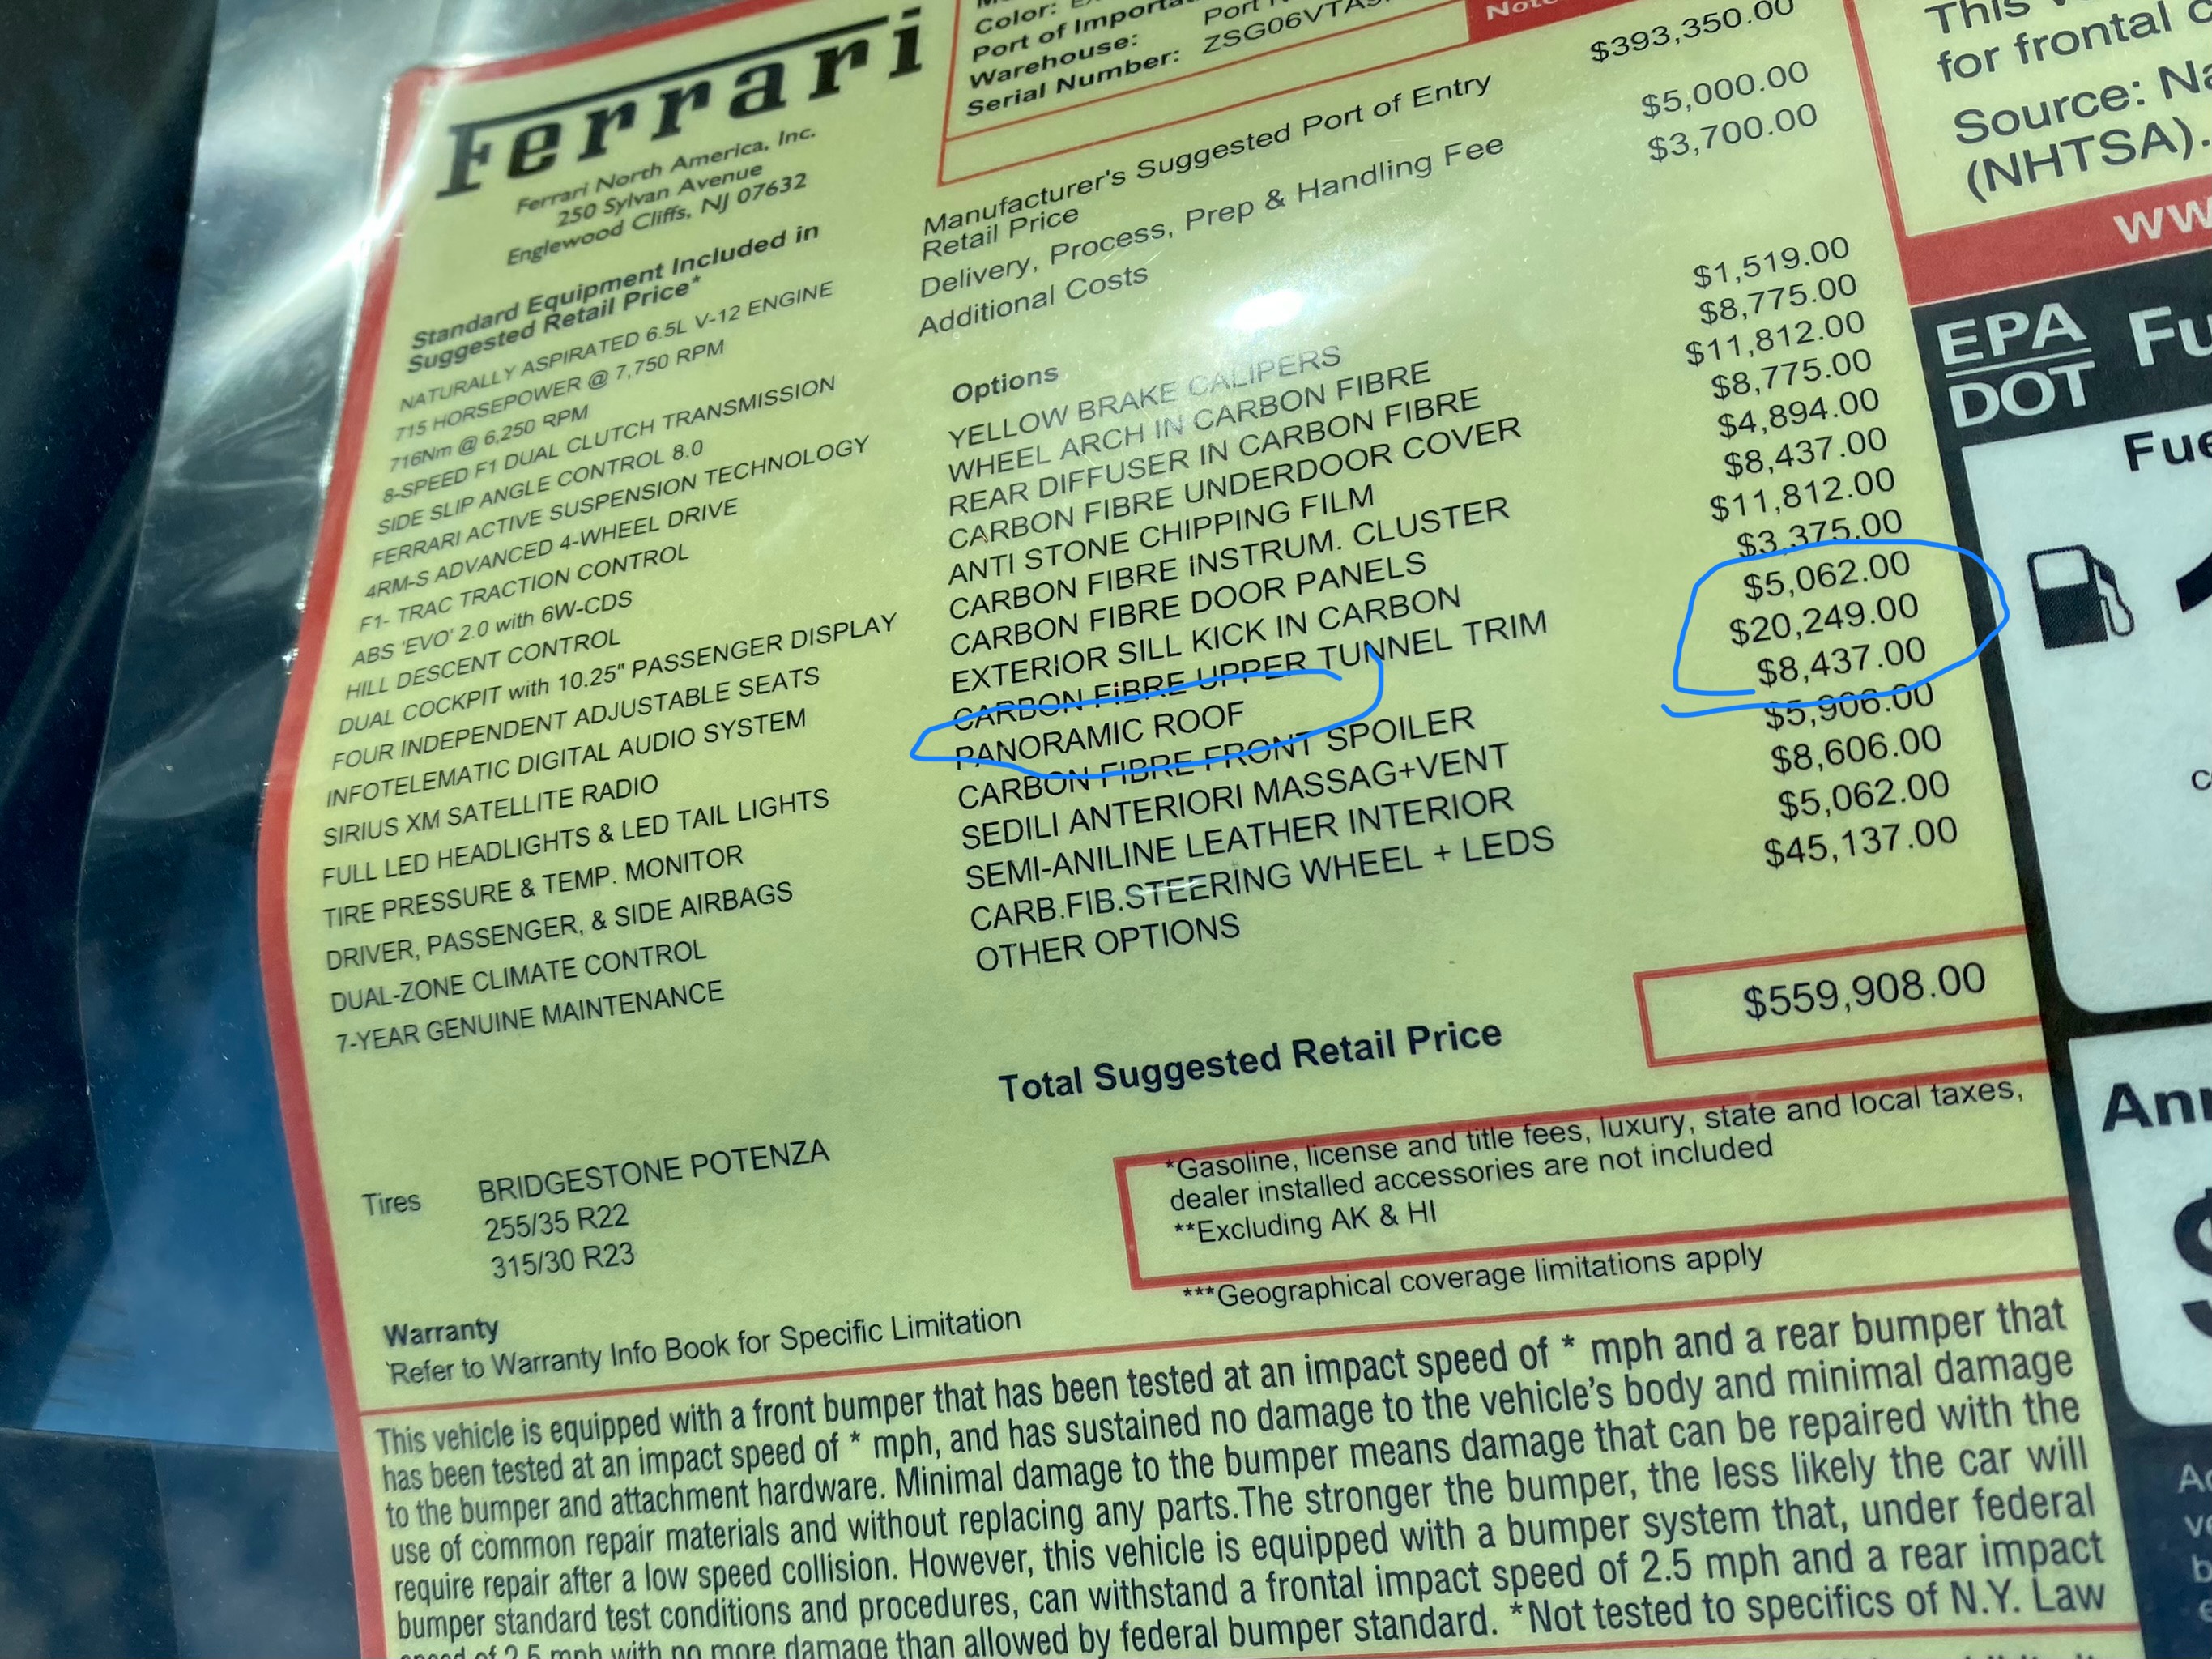 Ferrari
Ferrari North America, Inc.
250 Sylvan Avenue
Englewood Cliffs, NJ 07632
Standard Equipment Included in
Suggested Retail Price*
NATURALLY ASPIRATED 6.5L V-12 ENGINE
715 HORSEPOWER @ 7,750 RPM
716Nm @ 6,250 RPM
8-SPEED F1 DUAL CLUTCH TRANSMISSION
SIDE SLIP ANGLE CONTROL 8.0
FERRARI ACTIVE SUSPENSION TECHNOLOGY
4RM-S ADVANCED 4-WHEEL DRIVE
F1- TRAC TRACTION CONTROL
ABS 'EVO' 2.0 with 6W-CDS
HILL DESCENT CONTROL
DUAL COCKPIT with 10.25" PASSENGER DISPLAY
FOUR INDEPENDENT ADJUSTABLE SEATS
INFOTELEMATIC DIGITAL AUDIO SYSTEM
SIRIUS XM SATELLITE RADIO
FULL LED HEADLIGHTS & LED TAIL LIGHTS
TIRE PRESSURE & TEMP. MONITOR
DRIVER, PASSENGER, & SIDE AIRBAGS
DUAL-ZONE CLIMATE CONTROL
7-YEAR GENUINE MAINTENANCE
Color:
Port of Importa
Warehouse: Port
Serial Number: ZSG06VTA
Manufacturer's Suggested Port of Entry
Retail Price $393,350.00
Delivery, Process, Prep & Handling Fee $5,000.00
Additional Costs $3,700.00
Options
YELLOW BRAKE CALIPERS $1,519.00
WHEEL ARCH IN CARBON FIBRE $8,775.00
REAR DIFFUSER IN CARBON FIBRE $11,812.00
CARBON FIBRE UNDERDOOR COVER $8,775.00
ANTI STONE CHIPPING FILM $4,894.00
CARBON FIBRE INSTRUM. CLUSTER $8,437.00
CARBON FIBRE DOOR PANELS $11,812.00
EXTERIOR SILL KICK IN CARBON $3,375.00
CARBON FIBRE UPPER TUNNEL TRIM $5,062.00
PANORAMIC ROOF $20,249.00
CARBON FIBRE FRONT SPOILER $8,437.00
SEDILI ANTERIORI MASSAG+VENT $5,906.00
SEMI-ANILINE LEATHER INTERIOR $8,606.00
CARB.FIB.STEERING WHEEL + LEDS $5,062.00
OTHER OPTIONS $45,137.00
Total Suggested Retail Price $559,908.00
Tires BRIDGESTONE POTENZA
255/35 R22
315/30 R23
*Gasoline, license and title fees, luxury, state and local taxes,
dealer installed accessories are not included
**Excluding AK & HI
***Geographical coverage limitations apply
Warranty
'Refer to Warranty Info Book for Specific Limitation
This vehicle is equipped with a front bumper that has been tested at an impact speed of * mph and a rear bumper that
has been tested at an impact speed of * mph, and has sustained no damage to the vehicle's body and minimal damage
to the bumper and attachment hardware. Minimal damage to the bumper means damage that can be repaired with the
use of common repair materials and without replacing any parts.The stronger the bumper, the less likely the car will
require repair after a low speed collision. However, this vehicle is equipped with a bumper system that, under federal
bumper standard test conditions and procedures, can withstand a frontal impact speed of 2.5 mph and a rear impact
speed of 2.5 mph with no more damage than allowed by federal bumper standard. *Not tested to specifics of N.Y. Law
This
for frontal
Source: Na
(NHTSA).
ww
EPA
DOT
Fu
Fue
Ann
$